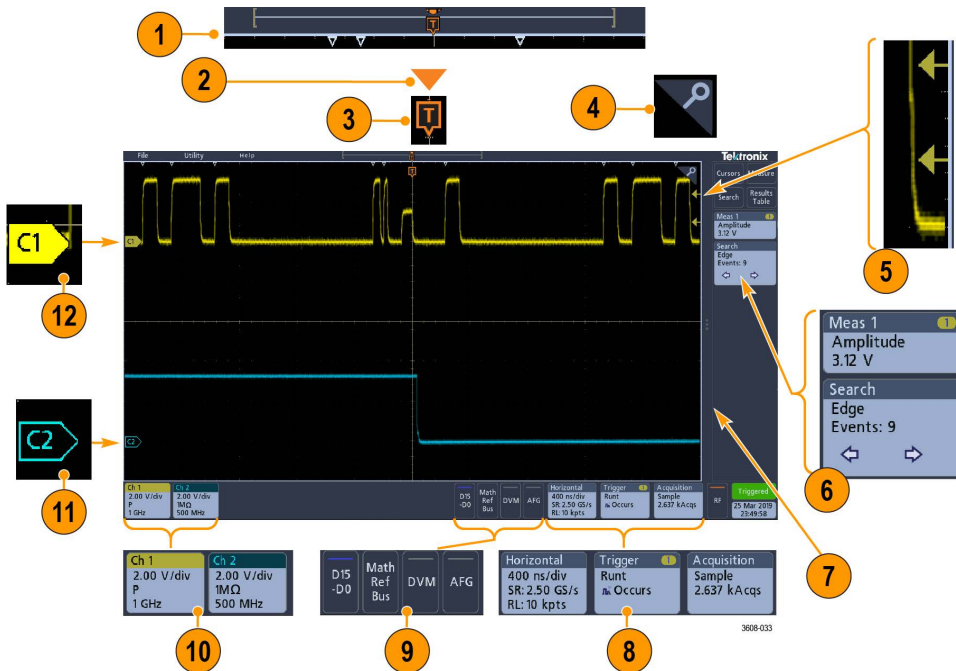 1
T
2
3
T
4
5
File Utility Help
T
Tektronix
Cursors Measure
Search Results Table
Meas 1 1
Amplitude
3.12 V
Search
Edge
Events: 9
C1
12
C1
Meas 1 1
Amplitude
3.12 V
Search
Edge
Events: 9
6
C2
11
C2
Ch 1
2.00 V/div
P
1 GHz
Ch 2
2.00 V/div
1MΩ
500 MHz
D15
-D0
Math
Ref
Bus
DVM
AFG
Horizontal
400 ns/div
SR: 2.50 GS/s
RL: 10 kpts
Trigger 1
Runt
Occurs
Acquisition
Sample
2.637 kAcqs
RF
Triggered
25 Mar 2019
23:49:58
7
Ch 1
2.00 V/div
P
1 GHz
Ch 2
2.00 V/div
1MΩ
500 MHz
10
D15
-D0
Math
Ref
Bus
DVM
AFG
9
Horizontal
400 ns/div
SR: 2.50 GS/s
RL: 10 kpts
Trigger 1
Runt
Occurs
Acquisition
Sample
2.637 kAcqs
8
3608-033